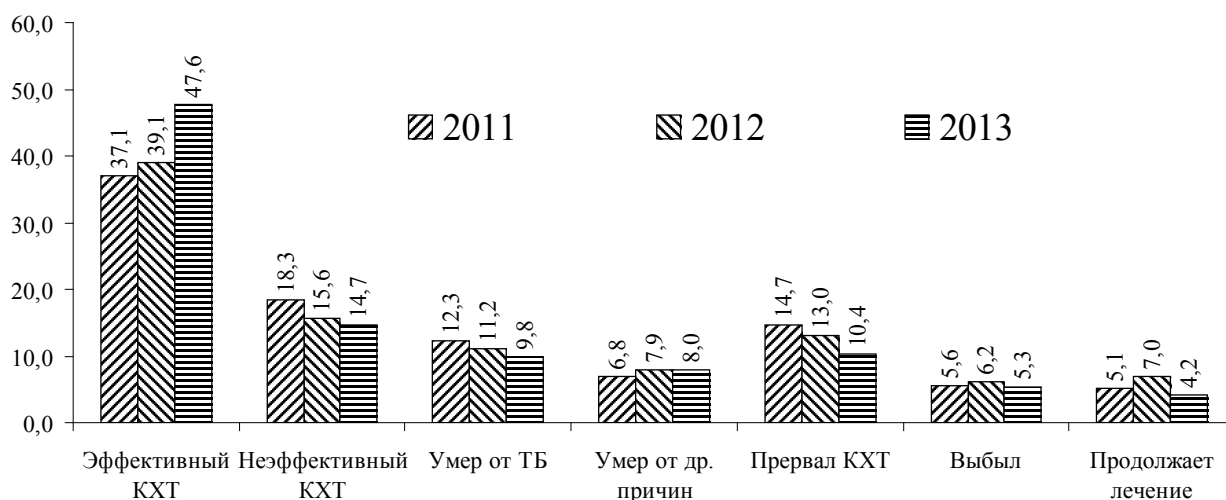 60,0
50,0
40,0
30,0
20,0
10,0
0,0
2011 2012 2013
37,1 39,1 47,6
18,3 15,6 14,7
12,3 11,2 9,8
6,8 7,9 8,0
14,7 13,0 10,4
5,6 6,2 5,3
5,1 7,0 4,2
Эффективный
КХТ
Неэффективный
КХТ
Умер от ТБ
Умер от др.
причин
Прервал КХТ
Выбыл
Продолжает
лечение